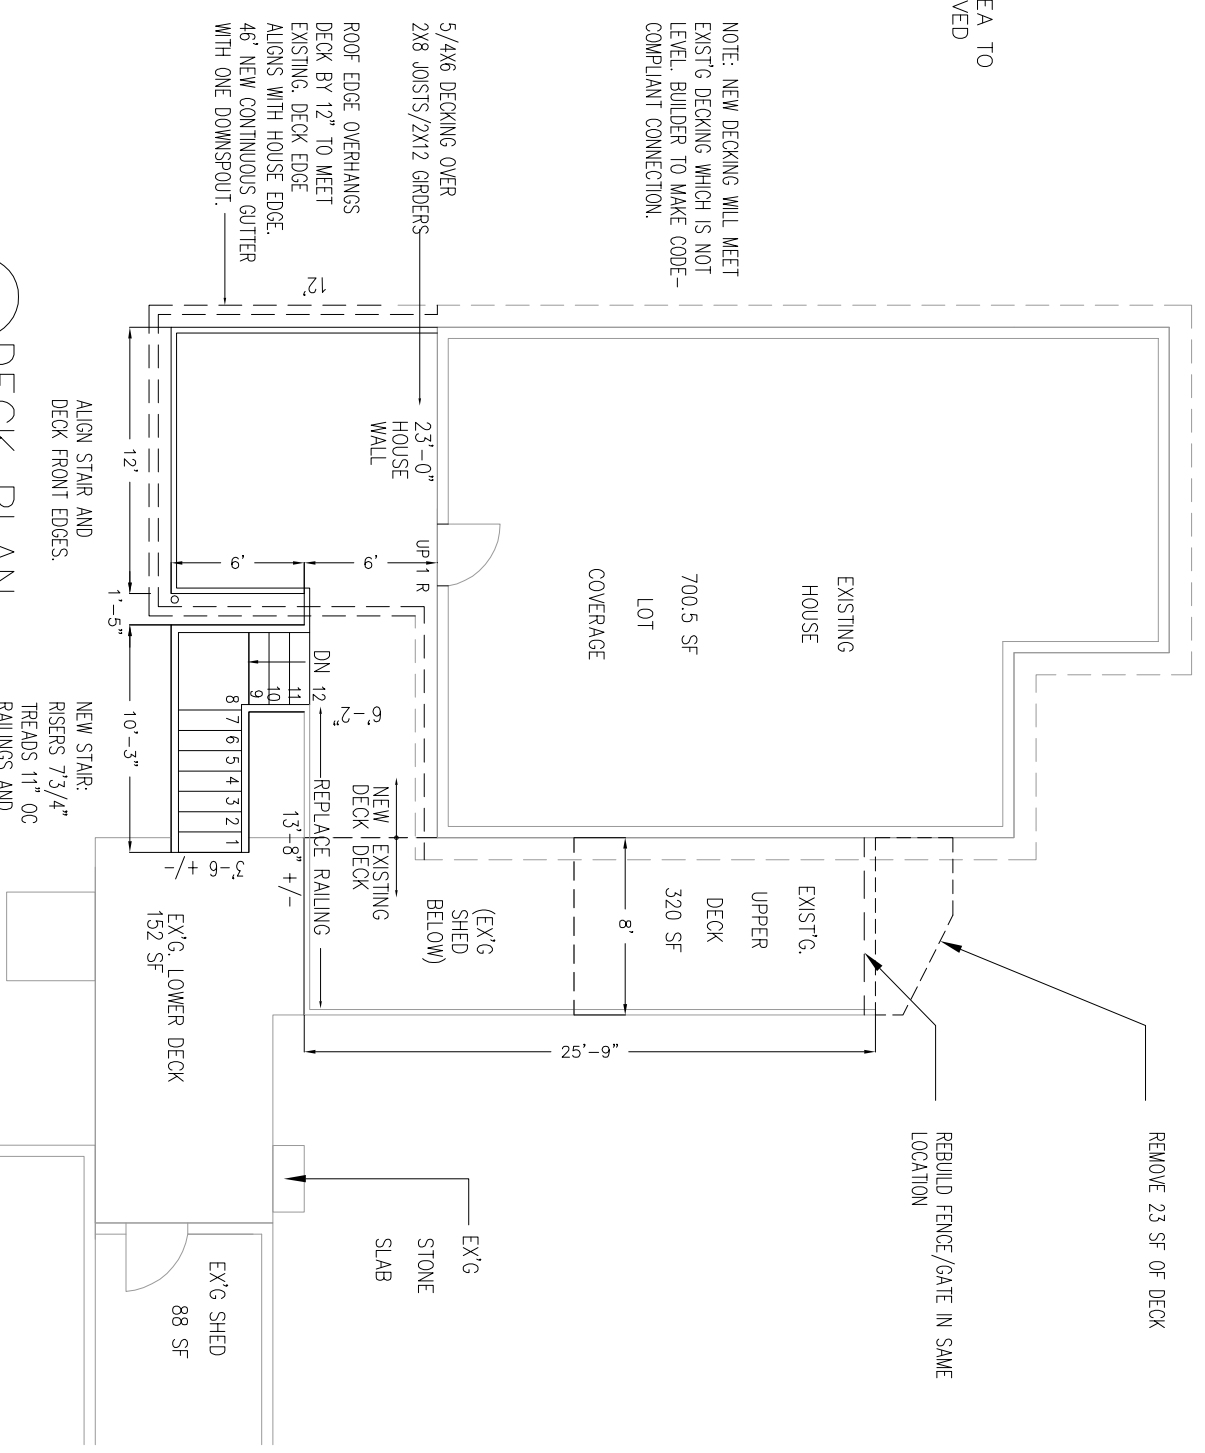 EA TO
VED
NOTE: NEW DECKING WILL MEET
EXIST'G DECKING WHICH IS NOT
LEVEL. BUILDER TO MAKE CODE-
COMPLIANT CONNECTION.
5/4X6 DECKING OVER
2X8 JOISTS/2X12 GIRDERS
ROOF EDGE OVERHANGS
DECK BY 12" TO MEET
EXISTING. DECK EDGE
ALIGNS WITH HOUSE EDGE.
46' NEW CONTINUOUS GUTTER
WITH ONE DOWNSPOUT.
12'
23'-0"
HOUSE
WALL
UP 1 R
6'
6'
12'
1'-5"
10'-3"
ALIGN STAIR AND
DECK FRONT EDGES.
DECK PLAN
EXISTING
HOUSE
700.5 SF
LOT
COVERAGE
DN
12
11
10
9
8
7
6
5
4
3
2
1
6'-2"
NEW
DECK
EXISTING
DECK
REPLACE RAILING
13'-8" +/-
3'-6 +/-
NEW STAIR:
RISERS 7'3/4"
TREADS 11" OC
RAILINGS AND
EXIST'G.
UPPER
DECK
320 SF
8'
(EX'G
SHED
BELOW)
25'-9"
EX'G. LOWER DECK
152 SF
REMOVE 23 SF OF DECK
REBUILD FENCE/GATE IN SAME
LOCATION
EX'G
STONE
SLAB
EX'G SHED
88 SF